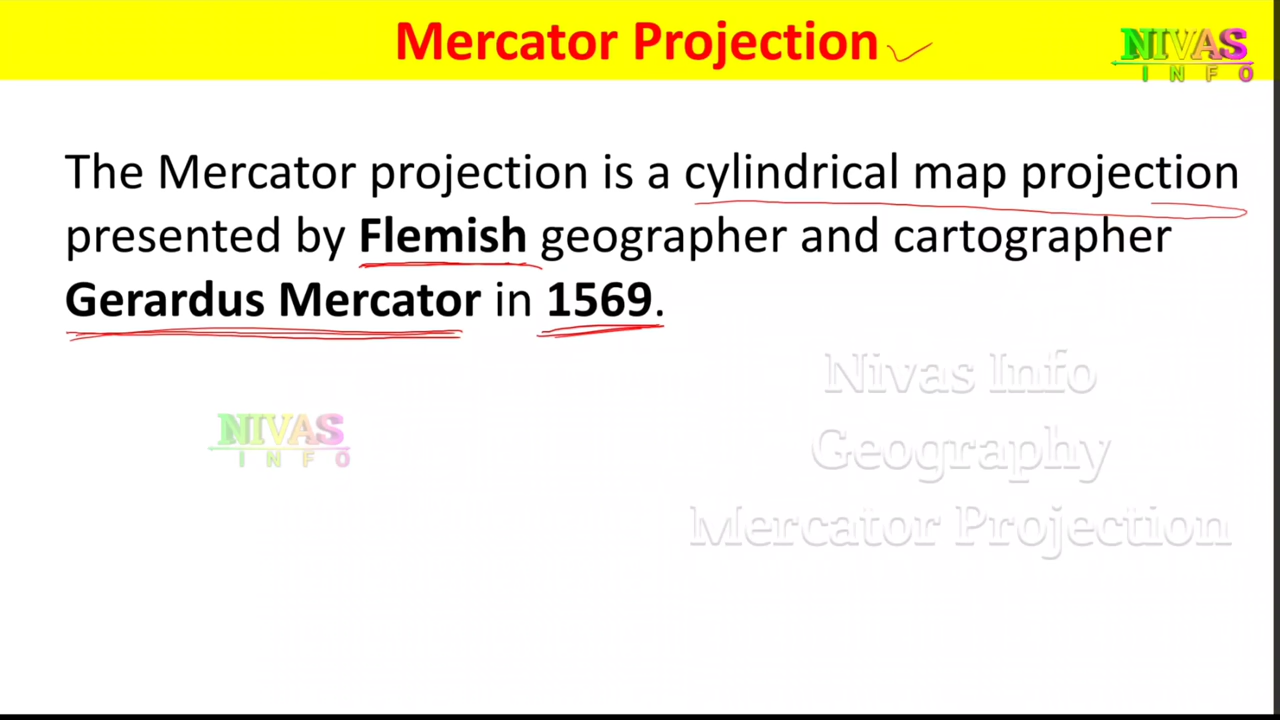 Mercator Projection
NIVAS
INFO
The Mercator projection is a cylindrical map projection
presented by Flemish geographer and cartographer
Gerardus Mercator in 1569.
Nivas Info
Geography
Mercator Projection
NIVAS
INFO